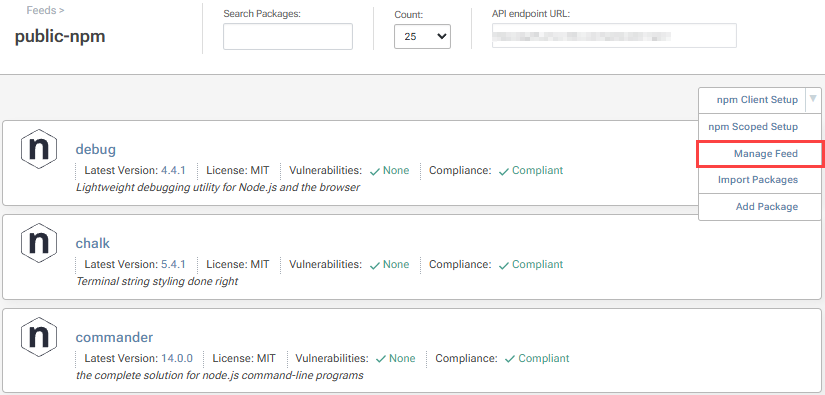 Feeds >
public-npm
Search Packages:
Count:
25
API endpoint URL:
npm Client Setup
npm Scoped Setup
Manage Feed
Import Packages
Add Package
n
debug
Latest Version: 4.4.1 License: MIT Vulnerabilities: None Compliance: Compliant
Lightweight debugging utility for Node.js and the browser
n
chalk
Latest Version: 5.4.1 License: MIT Vulnerabilities: None Compliance: Compliant
Terminal string styling done right
n
commander
Latest Version: 14.0.0 License: MIT Vulnerabilities: None Compliance: Compliant
the complete solution for node.js command-line programs